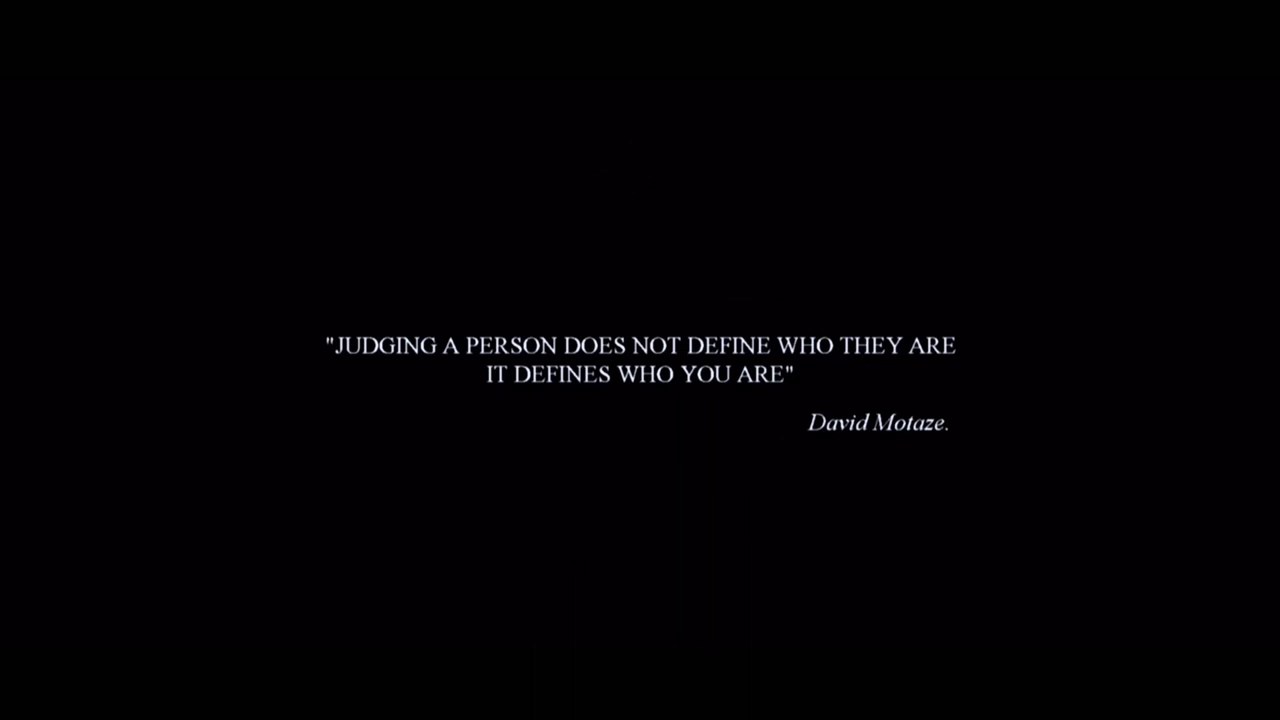 "JUDGING A PERSON DOES NOT DEFINE WHO THEY ARE
IT DEFINES WHO YOU ARE"
David Motaze.